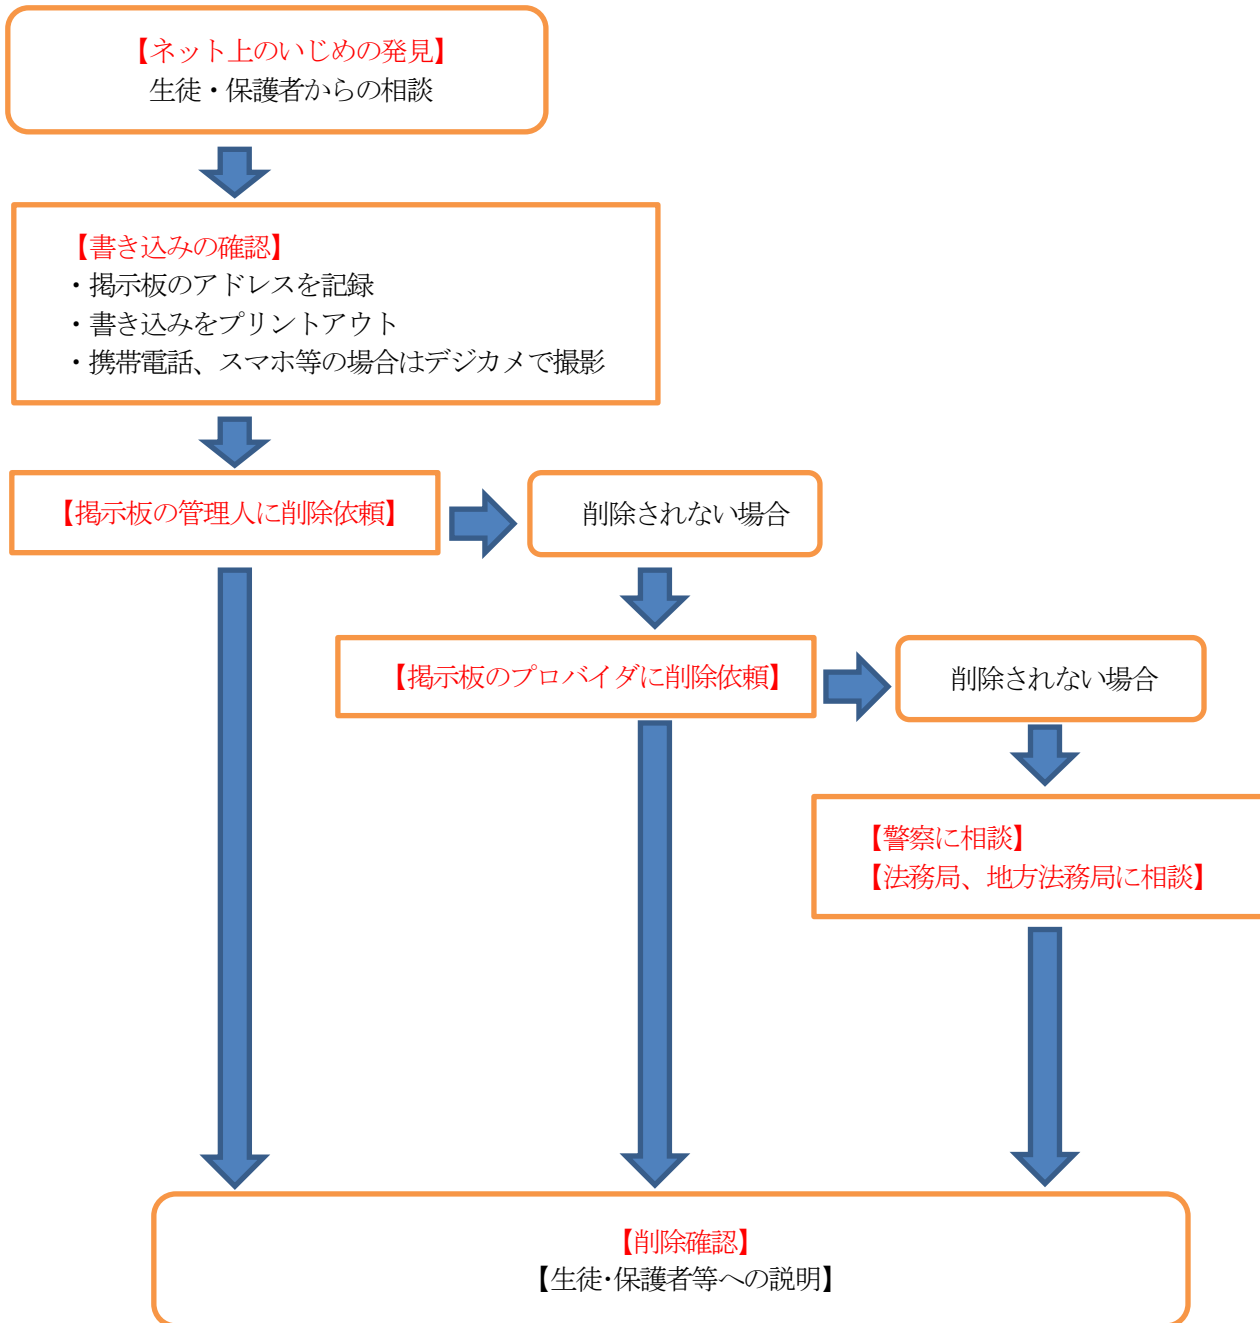 【ネット上のいじめの発見】
生徒・保護者からの相談
【書き込みの確認】
・掲示板のアドレスを記録
・書き込みをプリントアウト
・携帯電話、スマホ等の場合はデジカメで撮影
【掲示板の管理人に削除依頼】
削除されない場合
【掲示板のプロバイダに削除依頼】
削除されない場合
【警察に相談】
【法務局、地方法務局に相談】
【削除確認】
【生徒・保護者等への説明】